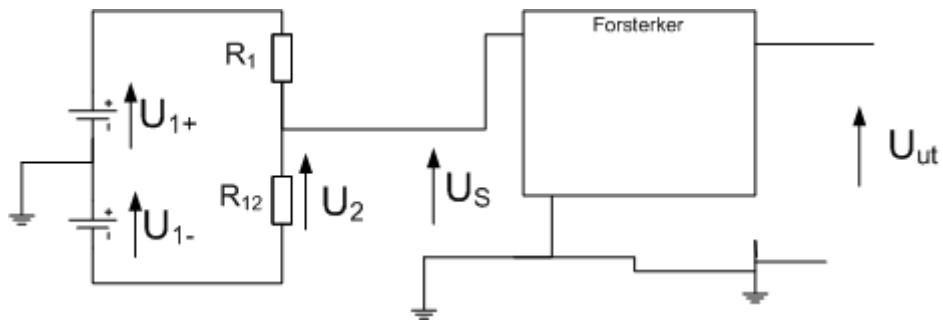 Forsterker
R1
+
-
U1+
Uut
R12
U2
US
+
-
U1-